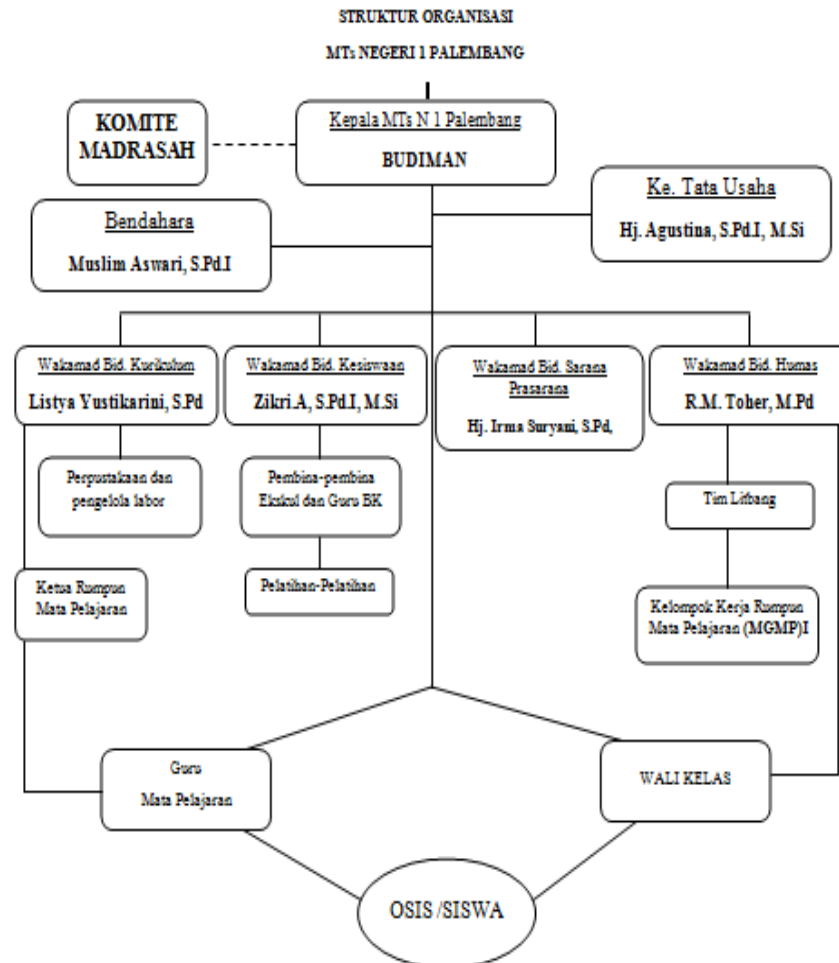 STRUKTUR ORGANISASI
MTs NEGERI 1 PALEMBANG
KOMITE
MADRASAH
Kepala MTs N 1 Palembang
BUDIMAN
Ke. Tata Usaha
Hj. Agustina, S.Pd.I, M.Si
Bendahara
Muslim Aswari, S.Pd.I
Wakamad Bid. Kurikulum
Listya Yustikarini, S.Pd
Wakamad Bid. Kesiswaan
Zikri.A, S.Pd.I, M.Si
Wakamad Bid. Sarana
Prasarana
Hj. Irma Suryani, S.Pd,
Wakamad Bid. Humas
R.M. Toher, M.Pd
Perpustakaan dan
pengelola labor
Pembina-pembina
Ekskul dan Guru BK
Tim Litbang
Ketua Rumpun
Mata Pelajaran
Pelatihan-Pelatihan
Kelompok Kerja Rumpun
Mata Pelajaran (MGMP)I
Guru
Mata Pelajaran
WALI KELAS
OSIS /SISWA